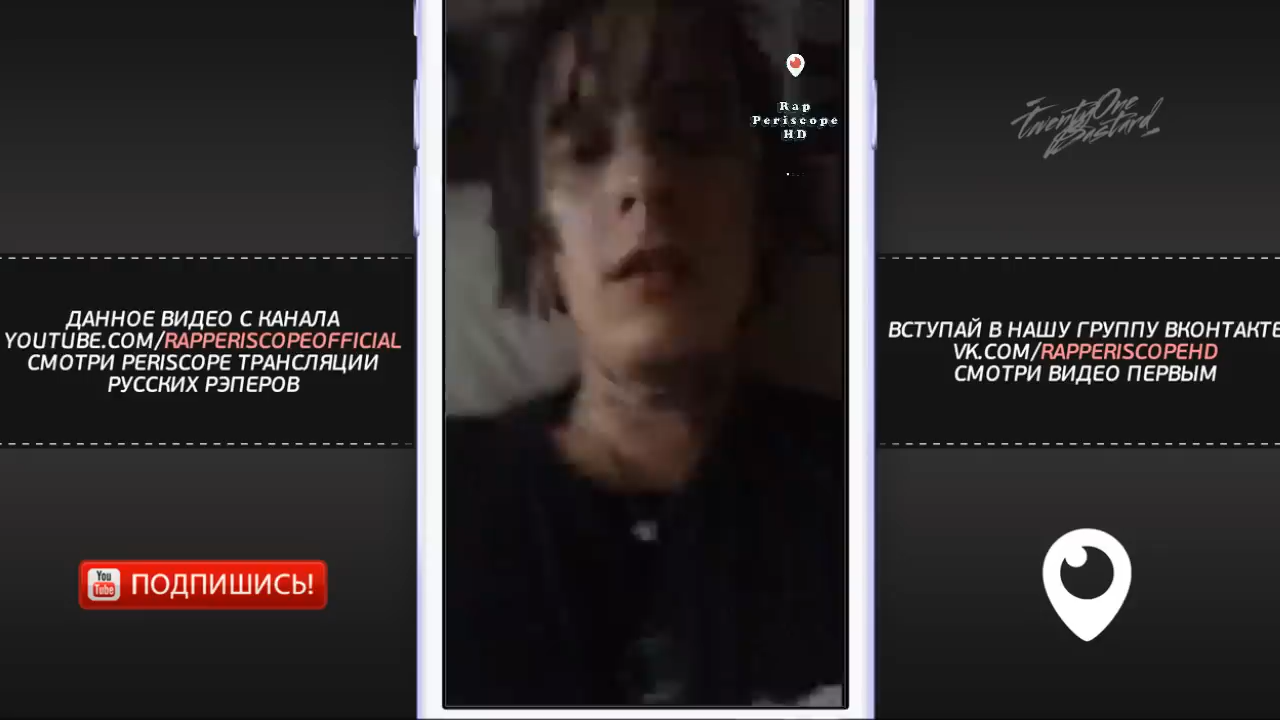 Rap
Periscope
HD
TwentyOne
Bastard
ДАННОЕ ВИДЕО С КАНАЛА
YOUTUBE.COM/RAPPERISCOPEOFFICIAL
СМОТРИ PERISCOPE ТРАНСЛЯЦИИ
РУССКИХ РЭПЕРОВ
ВСТУПАЙ В НАШУ ГРУППУ ВКОНТАКТЕ
VK.COM/RAPPERISCOPEHD
СМОТРИ ВИДЕО ПЕРВЫМ
You
Tube
ПОДПИШИСЬ!